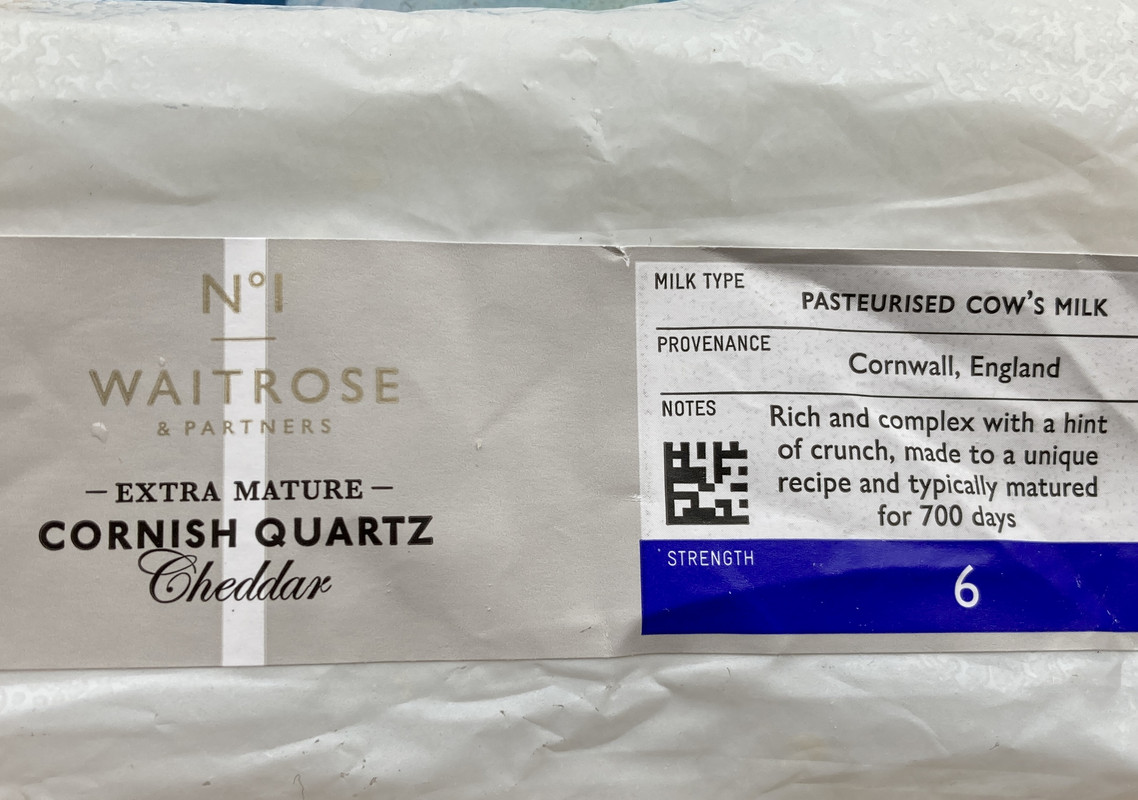 N°1
WAITROSE
& PARTNERS
– EXTRA MATURE –
CORNISH QUARTZ
Cheddar
MILK TYPE
PASTEURISED COW'S MILK
PROVENANCE
Cornwall, England
NOTES
Rich and complex with a hint
of crunch, made to a unique
recipe and typically matured
for 700 days
STRENGTH
6